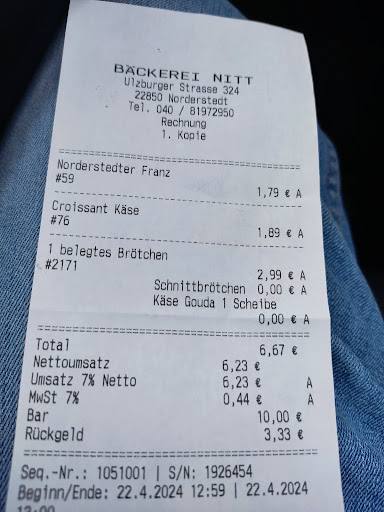 BÄCKEREI NITT
Ulzburger Strasse 324
22850 Norderstedt
Tel. 040 / 81972950
Rechnung
1. Kopie
Norderstedter Franz
#59
1,79 € A
Croissant Käse
#76
1,89 € A
1 belegtes Brötchen
#2171
2,99 € A
Schnittbrötchen 0,00 € A
Käse Gouda 1 Scheibe
0,00 € A
Total 6,67 €
Nettoumsatz 6,23 €
Umsatz 7% Netto 6,23 € A
MwSt 7% 0,44 € A
Bar 10,00 €
Rückgeld 3,33 €
Seq.-Nr.: 1051001 | S/N: 1926454
Beginn/Ende: 22.4.2024 12:59 | 22.4.2024